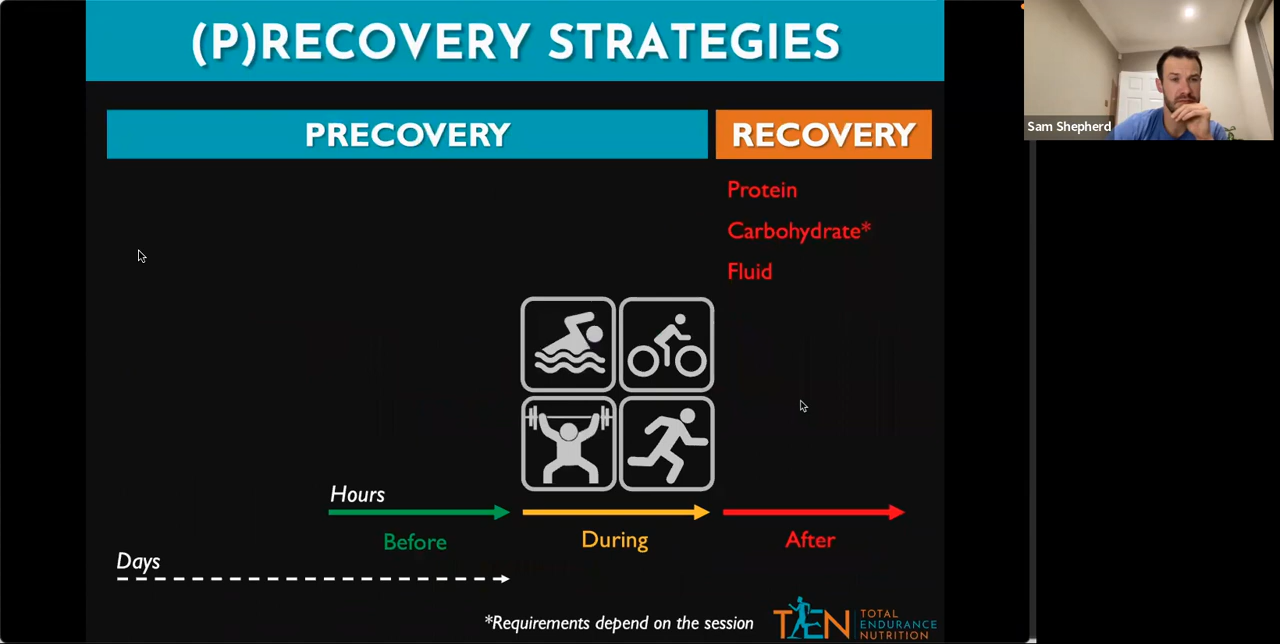 (P)RECOVERY STRATEGIES
PRECOVERY
RECOVERY
Sam Shepherd
Protein
Carbohydrate*
Fluid
Hours
Before
During
After
Days
*Requirements depend on the session
TEN TOTAL
ENDURANCE
NUTRITION